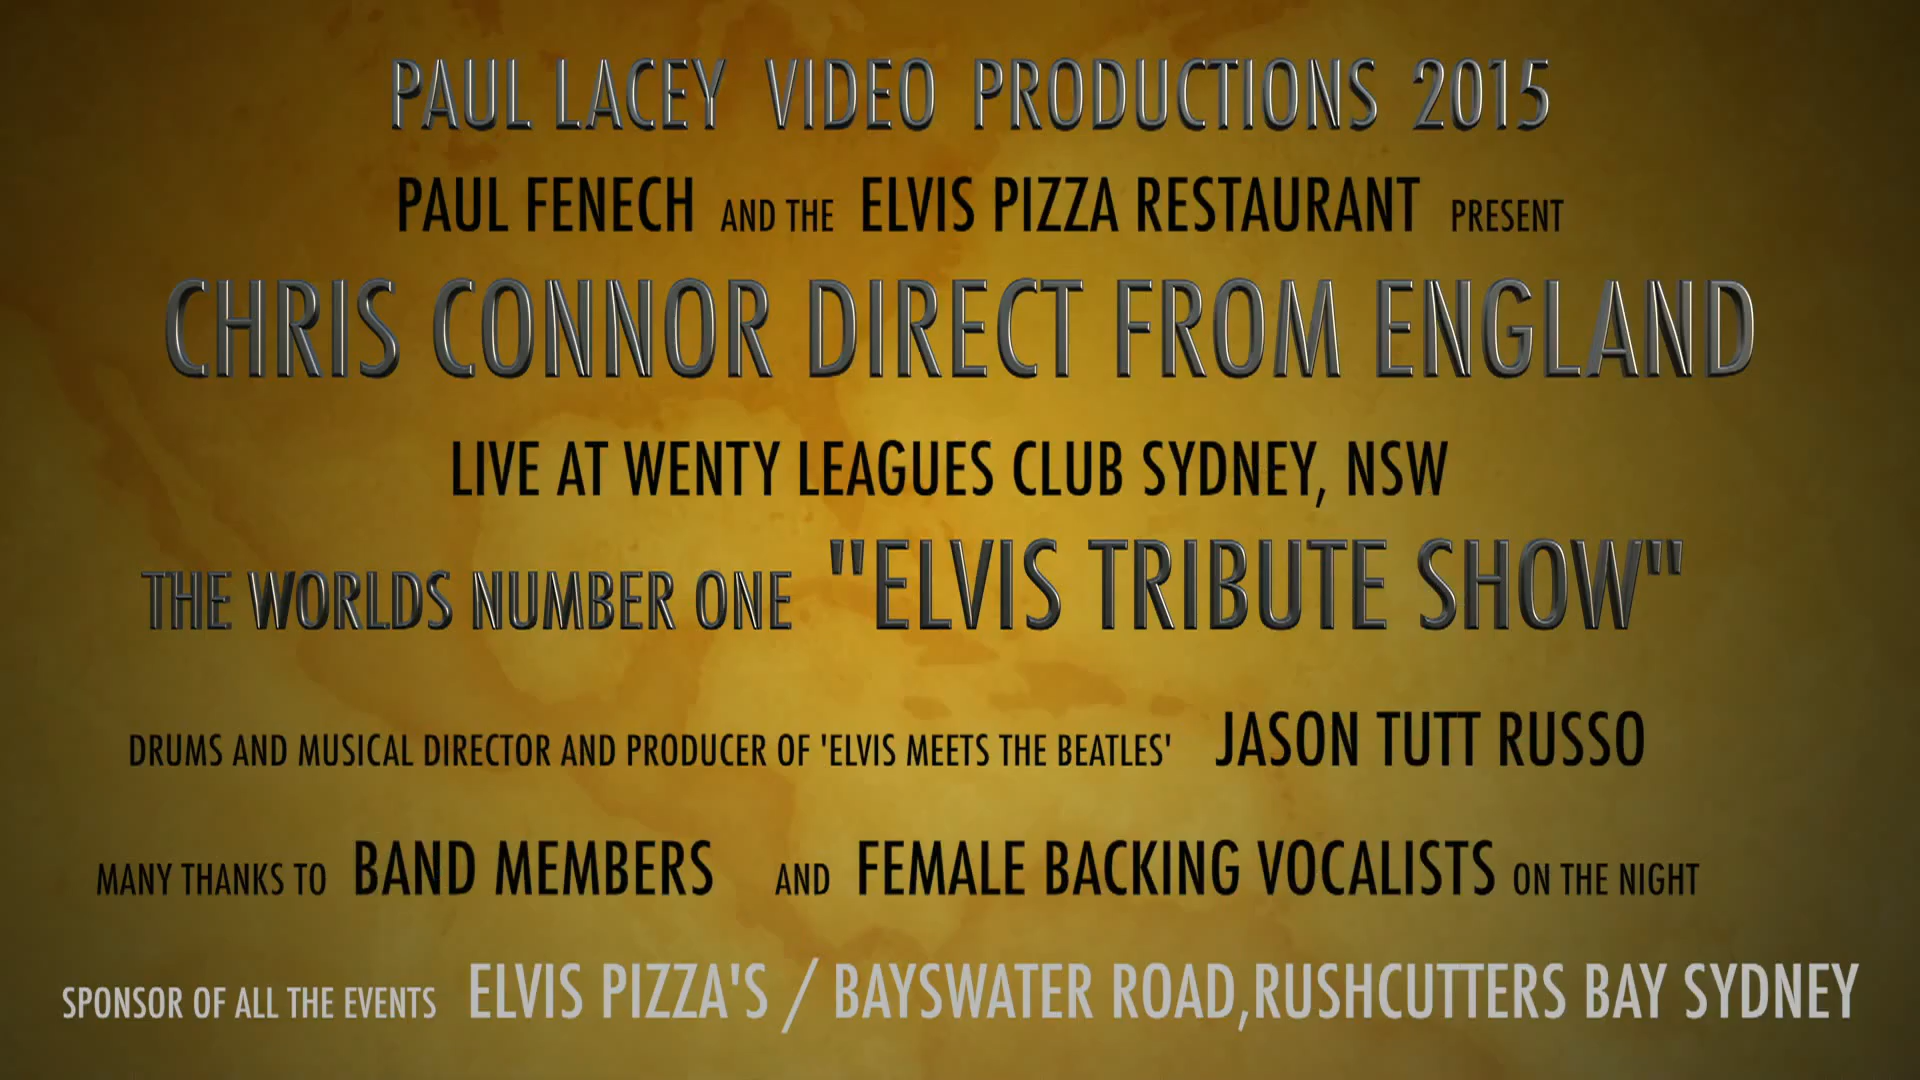 PAUL LACEY VIDEO PRODUCTIONS 2015
PAUL FENECH AND THE ELVIS PIZZA RESTAURANT PRESENT
CHRIS CONNOR DIRECT FROM ENGLAND
LIVE AT WENTY LEAGUES CLUB SYDNEY, NSW
THE WORLDS NUMBER ONE "ELVIS TRIBUTE SHOW"
DRUMS AND MUSICAL DIRECTOR AND PRODUCER OF 'ELVIS MEETS THE BEATLES' JASON TUTT RUSSO
MANY THANKS TO BAND MEMBERS AND FEMALE BACKING VOCALISTS ON THE NIGHT
SPONSOR OF ALL THE EVENTS ELVIS PIZZA'S / BAYSWATER ROAD,RUSHCUTTERS BAY SYDNEY